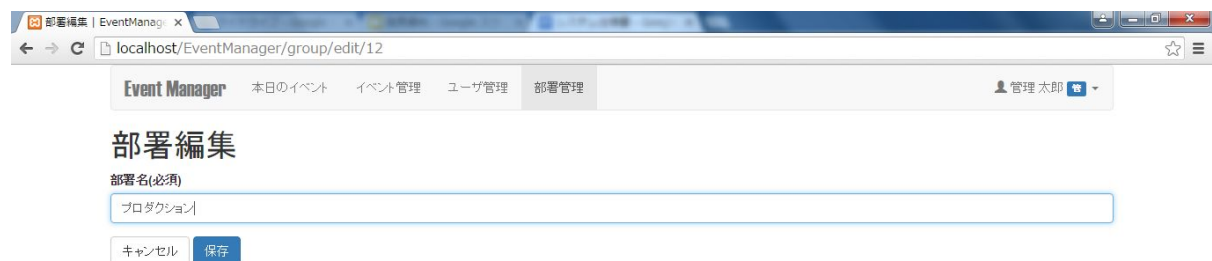 部署編集 | EventManag
localhost/EventManager/group/edit/12
Event Manager 本日のイベント イベント管理 ユーザ管理 部署管理 管理 太郎 管
部署編集
部署名(必須)
プロダクション
キャンセル 保存